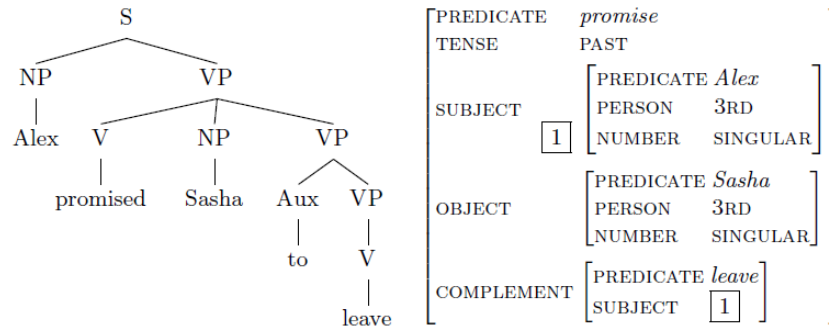 S
NP VP
Alex V NP VP
promised Sasha Aux VP
to V
leave
PREDICATE promise
TENSE PAST
SUBJECT 1 PREDICATE Alex
PERSON 3RD
NUMBER SINGULAR
OBJECT PREDICATE Sasha
PERSON 3RD
NUMBER SINGULAR
COMPLEMENT PREDICATE leave
SUBJECT 1